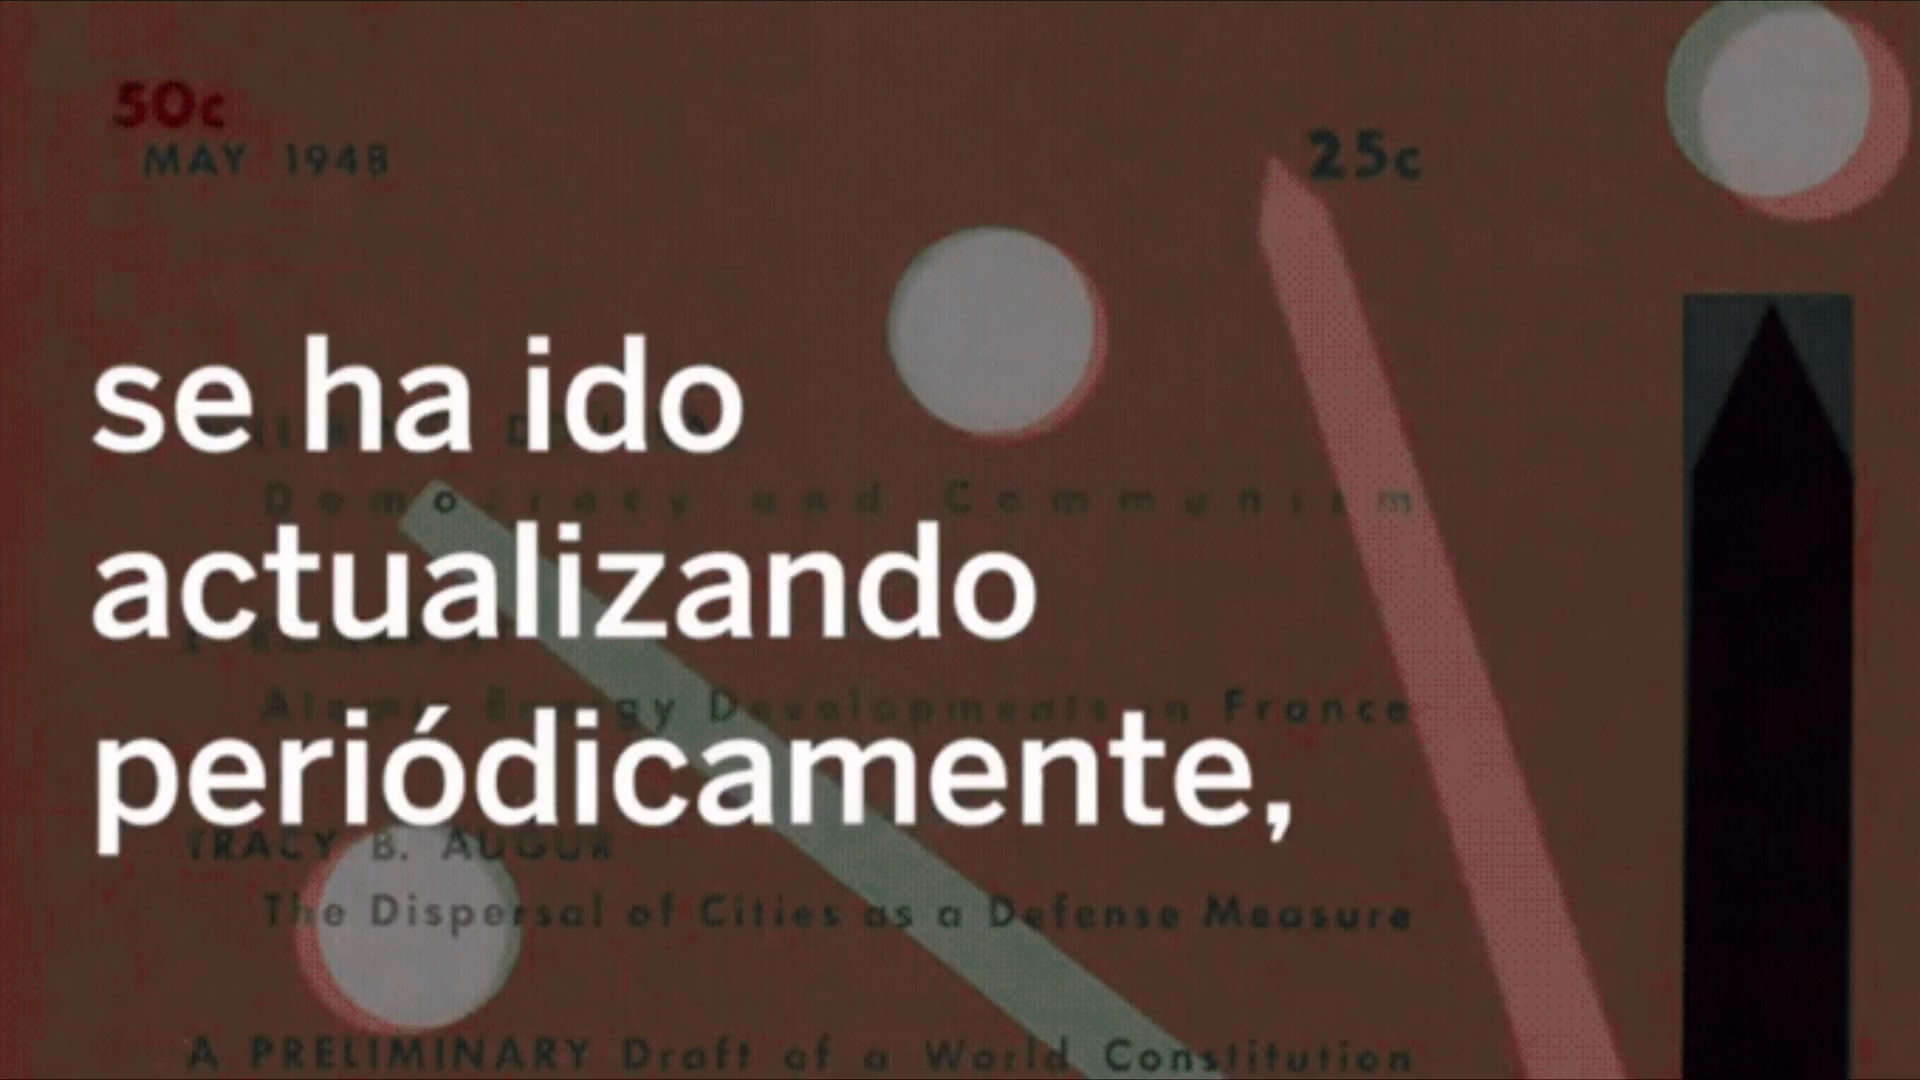 50c
MAY 1948
25c
se ha ido
Democracy and Communism
actualizando
Energy Developments in France
periódicamente,
TRACY B. AUGUR
The Dispersal of Cities as a Defense Measure
A PRELIMINARY Draft of a World Constitution